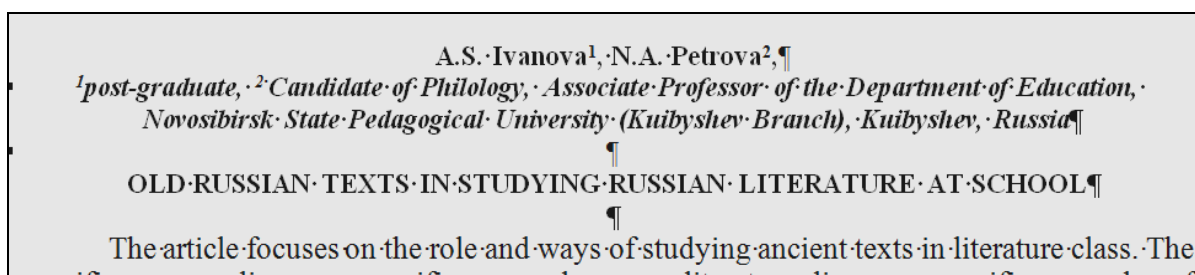 A.S. Ivanova¹, N.A. Petrova²,¶
¹post-graduate, ² Candidate of Philology, Associate Professor of the Department of Education,
Novosibirsk State Pedagogical University (Kuibyshev Branch), Kuibyshev, Russia¶
¶
OLD RUSSIAN TEXTS IN STUDYING RUSSIAN LITERATURE AT SCHOOL¶
¶
The article focuses on the role and ways of studying ancient texts in literature class. The